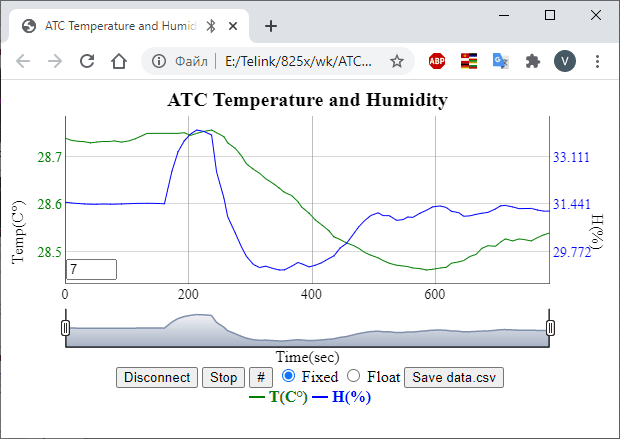 ATC Temperature and Humid
Файл E:/Telink/825x/wk/ATC... ABP V
ATC Temperature and Humidity
28.7
28.6
28.5
Temp(C°)
33.111
31.441
29.772
H(%)
7
0 200 400 600
Time(sec)
Disconnect Stop # Fixed Float Save data.csv
T(C°) H(%)